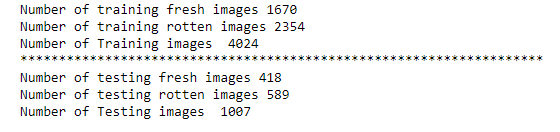 Number of training fresh images 1670
Number of training rotten images 2354
Number of Training images  4024
********************************************************************
Number of testing fresh images 418
Number of testing rotten images 589
Number of Testing images  1007